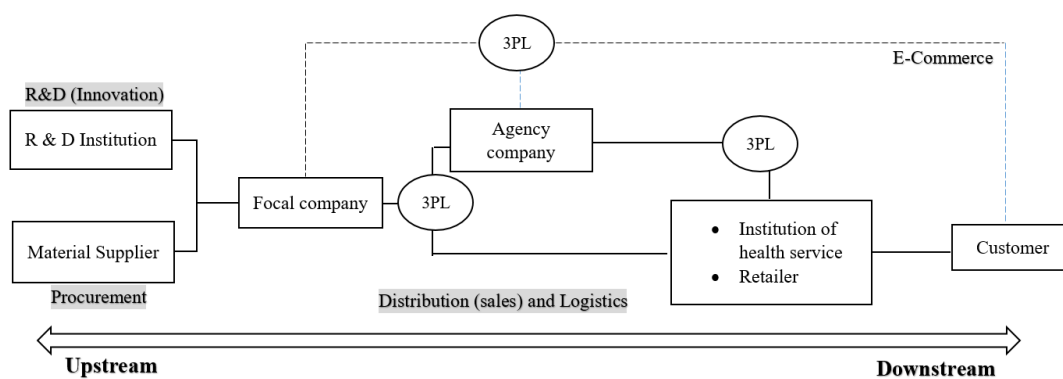 3PL
E-Commerce
R&D (Innovation)
R & D Institution
Agency
company
3PL
Focal company
3PL
Material Supplier
• Institution of
health service
• Retailer
Customer
Procurement
Distribution (sales) and Logistics
Upstream
Downstream